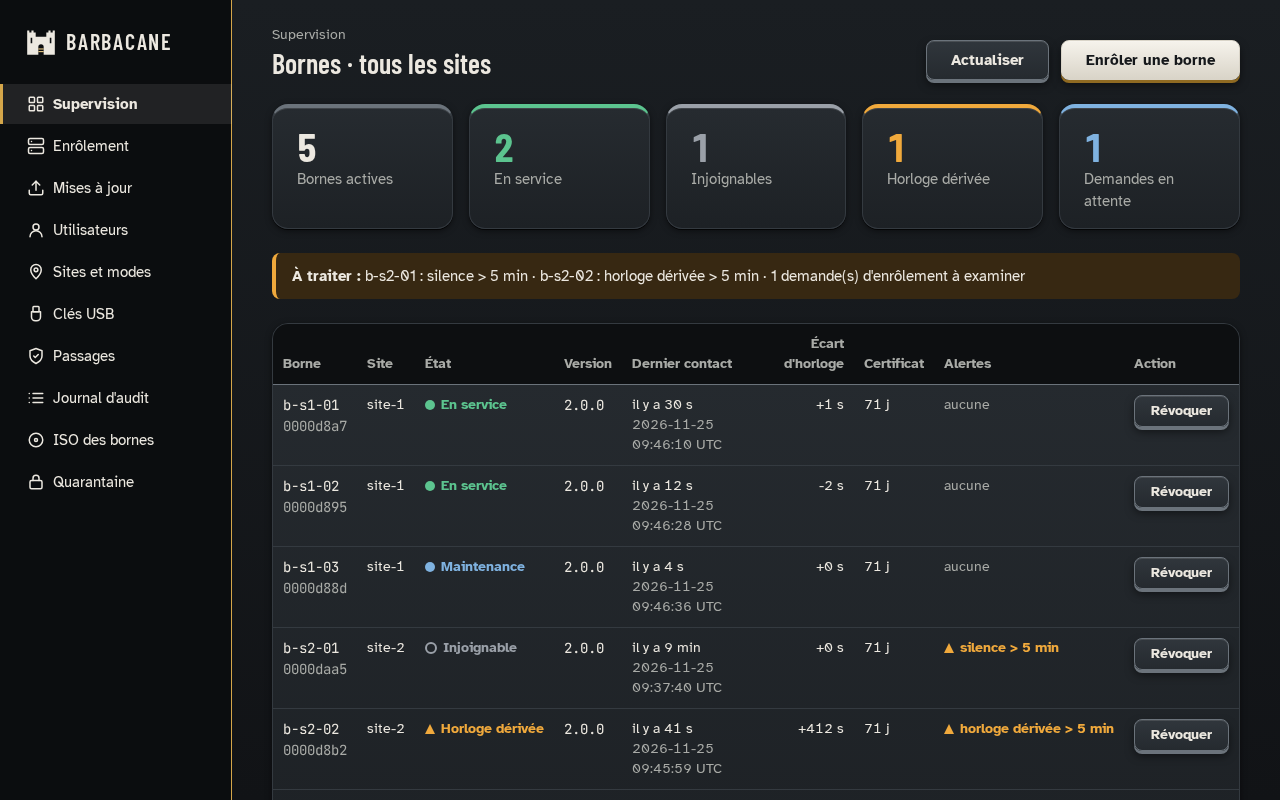 BARBACANE
Supervision
Enrôlement
Mises à jour
Utilisateurs
Sites et modes
Clés USB
Passages
Journal d'audit
ISO des bornes
Quarantaine
Supervision
Bornes · tous les sites
Actualiser
Enrôler une borne
5
Bornes actives
2
En service
1
Injoignables
1
Horloge dérivée
1
Demandes en
attente
À traiter : b-s2-01 : silence > 5 min · b-s2-02 : horloge dérivée > 5 min · 1 demande(s) d'enrôlement à examiner
Borne Site État Version Dernier contact Écart d'horloge Certificat Alertes Action
b-s1-01 site-1 En service 2.0.0 il y a 30 s +1 s 71 j aucune Révoquer
0000d8a7 2026-11-25
09:46:10 UTC
b-s1-02 site-1 En service 2.0.0 il y a 12 s -2 s 71 j aucune Révoquer
0000d895 2026-11-25
09:46:28 UTC
b-s1-03 site-1 Maintenance 2.0.0 il y a 4 s +0 s 71 j aucune Révoquer
0000d88d 2026-11-25
09:46:36 UTC
b-s2-01 site-2 Injoignable 2.0.0 il y a 9 min +0 s 71 j silence > 5 min Révoquer
0000daa5 2026-11-25
09:37:40 UTC
b-s2-02 site-2 Horloge dérivée 2.0.0 il y a 41 s +412 s 71 j horloge dérivée > 5 min Révoquer
0000d8b2 2026-11-25
09:45:59 UTC